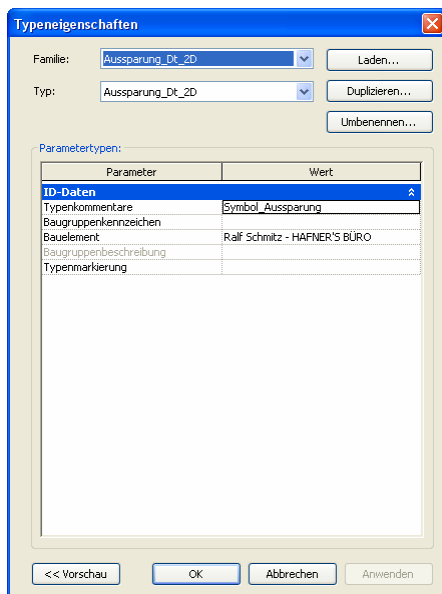 Typeneigenschaften
Familie: Aussparung_Dt_2D Laden...
Typ: Aussparung_Dt_2D Duplizieren...
Umbenennen...
Parametertypen:
Parameter Wert
ID-Daten
Typenkommentare Symbol_Aussparung
Baugruppenkennzeichen
Bauelement Ralf Schmitz - HAFNER'S BÜRO
Baugruppenbeschreibung
Typenmarkierung
<< Vorschau OK Abbrechen Anwenden